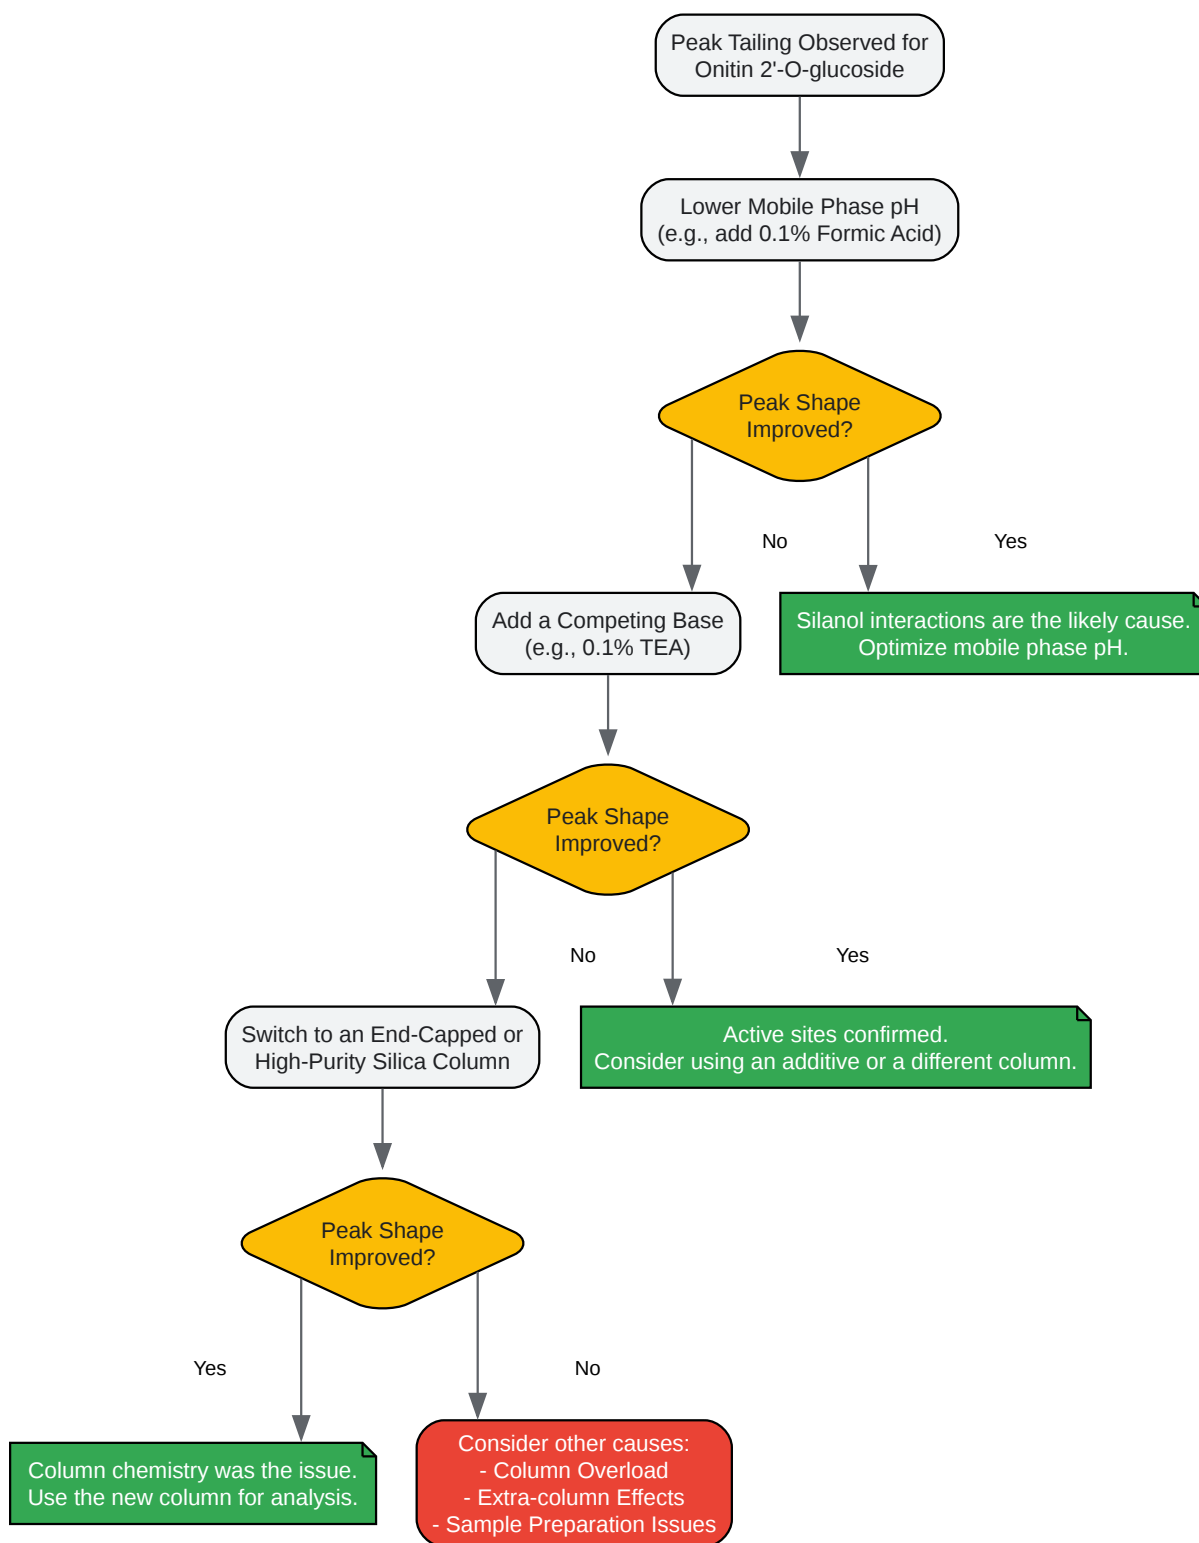 Peak Tailing Observed for
Onitin 2'-O-glucoside
Lower Mobile Phase pH
(e.g., add 0.1% Formic Acid)
Peak Shape
Improved?
No
Yes
Add a Competing Base
(e.g., 0.1% TEA)
Silanol interactions are the likely cause.
Optimize mobile phase pH.
Peak Shape
Improved?
No
Yes
Switch to an End-Capped or
High-Purity Silica Column
Active sites confirmed.
Consider using an additive or a different column.
Peak Shape
Improved?
Yes
No
Column chemistry was the issue.
Use the new column for analysis.
Consider other causes:
- Column Overload
- Extra-column Effects
- Sample Preparation Issues